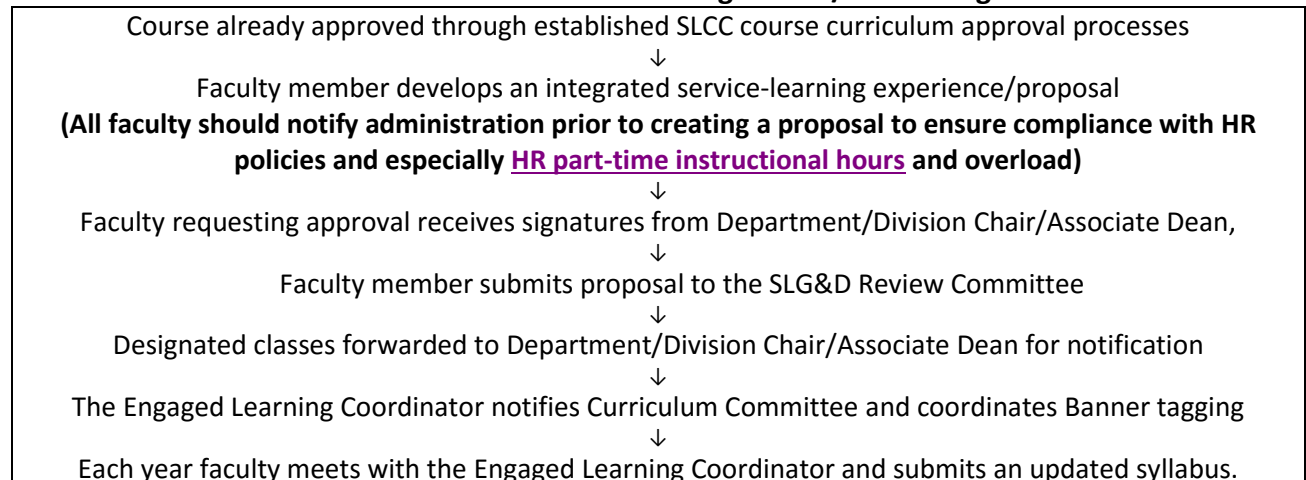 Course already approved through established SLCC course curriculum approval processes
↓
Faculty member develops an integrated service-learning experience/proposal
(All faculty should notify administration prior to creating a proposal to ensure compliance with HR
policies and especially HR part-time instructional hours and overload)
↓
Faculty requesting approval receives signatures from Department/Division Chair/Associate Dean,
↓
Faculty member submits proposal to the SLG&D Review Committee
↓
Designated classes forwarded to Department/Division Chair/Associate Dean for notification
↓
The Engaged Learning Coordinator notifies Curriculum Committee and coordinates Banner tagging
↓
Each year faculty meets with the Engaged Learning Coordinator and submits an updated syllabus.